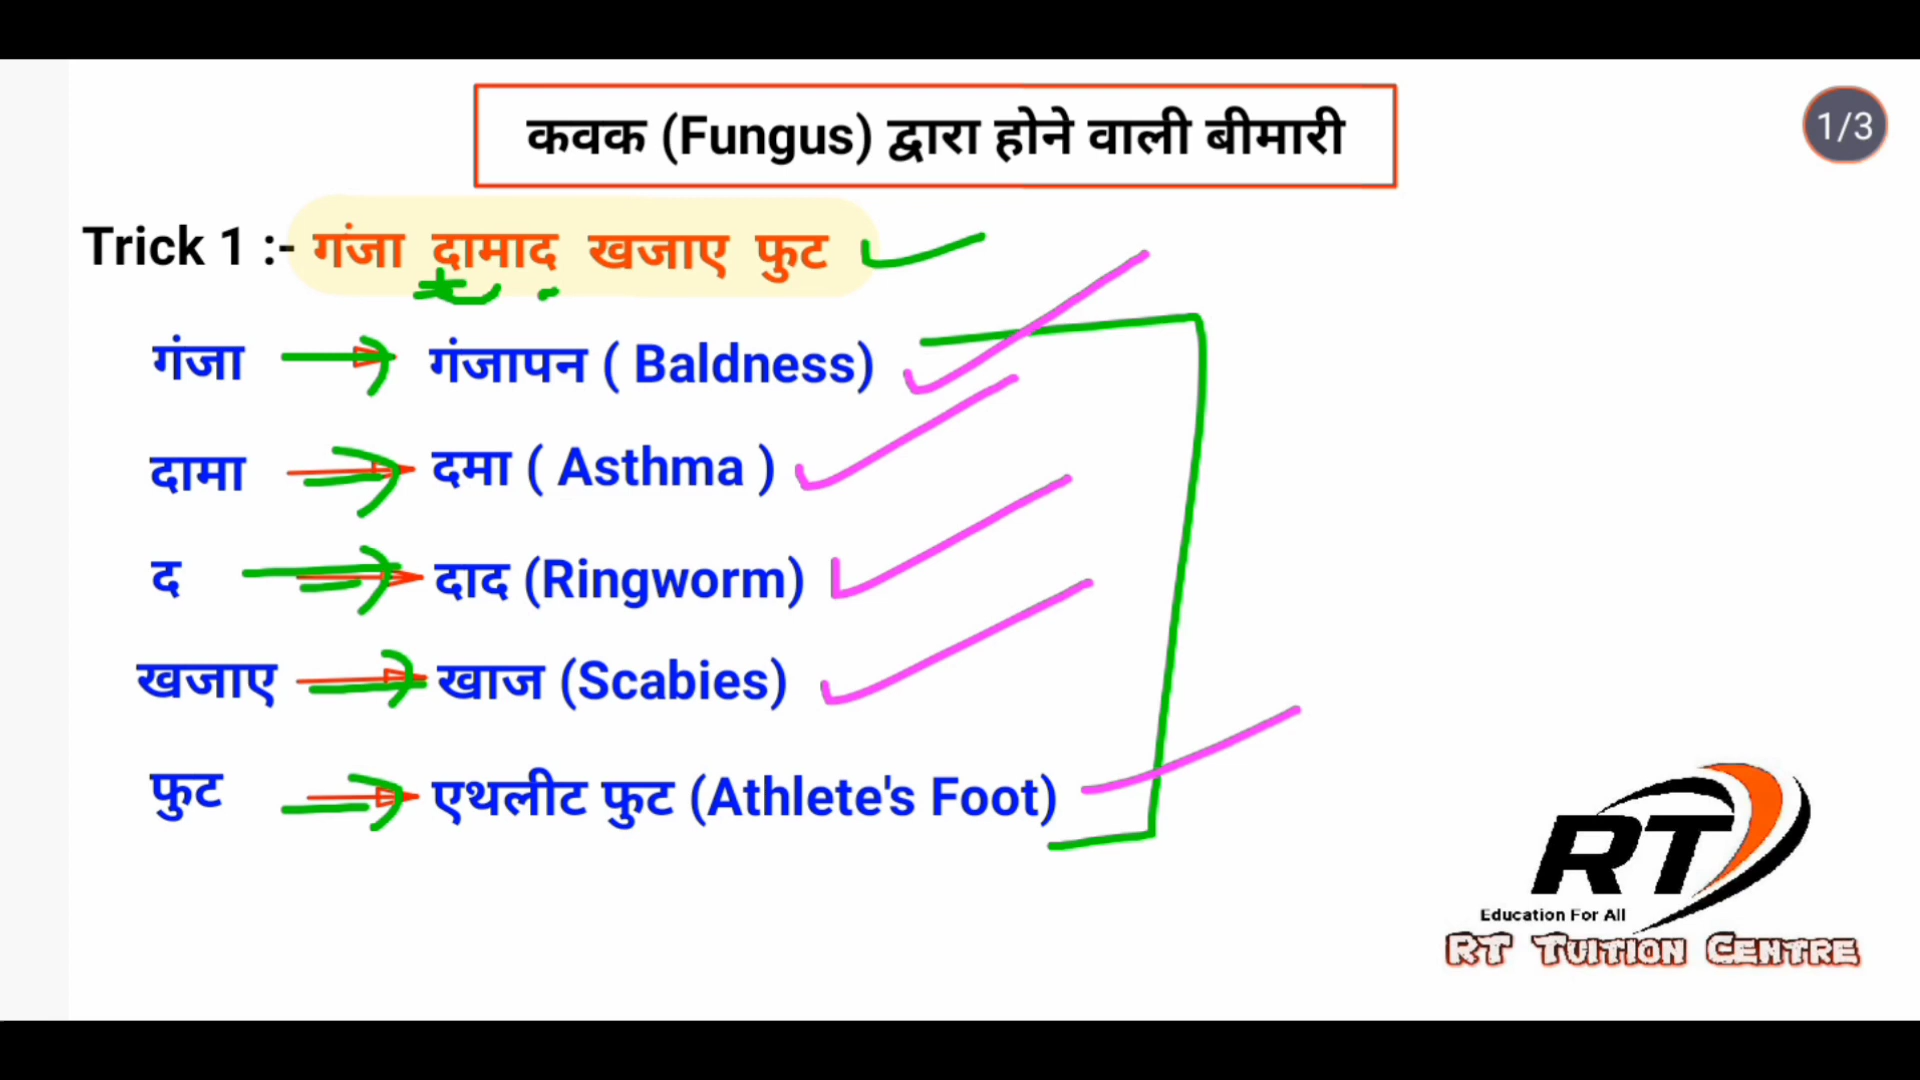 कवक (Fungus) द्वारा होने वाली बीमारी
1/3
Trick 1 :- गंजा दामाद खजाए फुट
गंजा गंजापन ( Baldness)
दामा दमा ( Asthma )
द दाद (Ringworm)
खजाए खाज (Scabies)
फुट एथलीट फुट (Athlete's Foot)
RT
Education For All
RT Tuition Centre